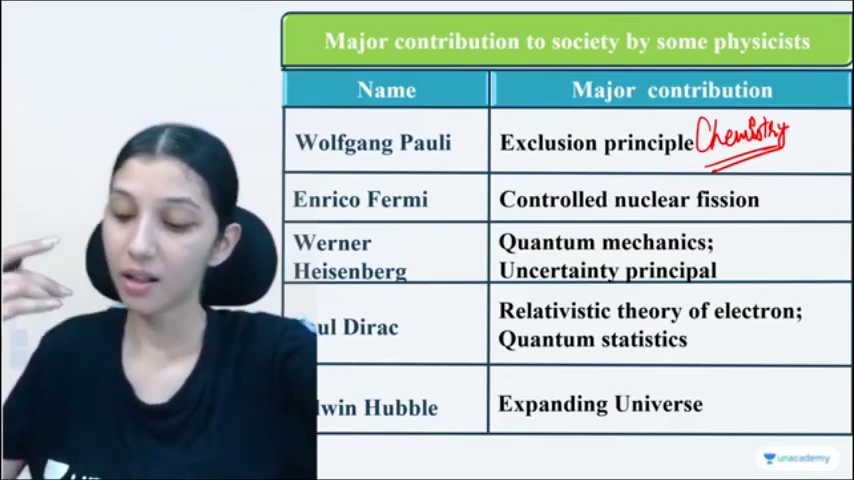 Major contribution to society by some physicists
Name Major contribution
Wolfgang Pauli Exclusion principle Chemistry
Enrico Fermi Controlled nuclear fission
Werner Quantum mechanics;
Heisenberg Uncertainty principal
ul Dirac Relativistic theory of electron;
Quantum statistics
lwin Hubble Expanding Universe
unacademy